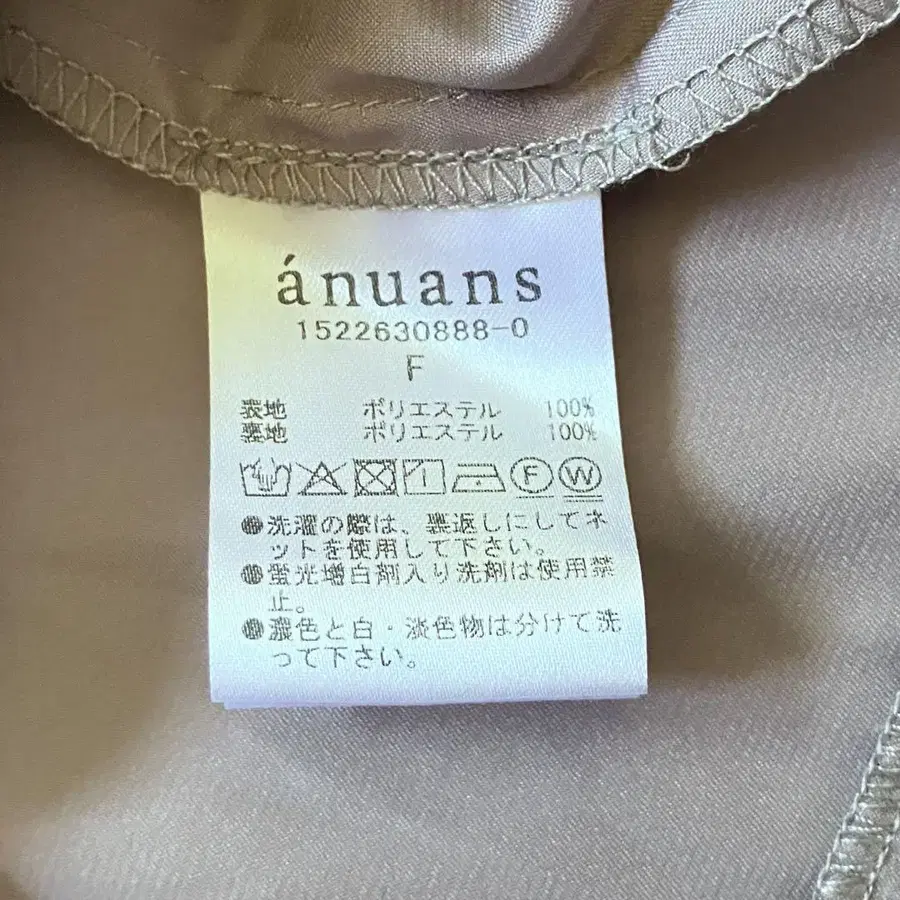 ánuans
1522630888-0
F
表地 ポリエステル 100%
裏地 ポリエステル 100%
F W
●洗濯の際は、裏返しにしてネ
ットを使用して下さい。
●蛍光増白剤入り洗剤は使用禁
止。
●濃色と白・淡色物は分けて洗
って下さい。